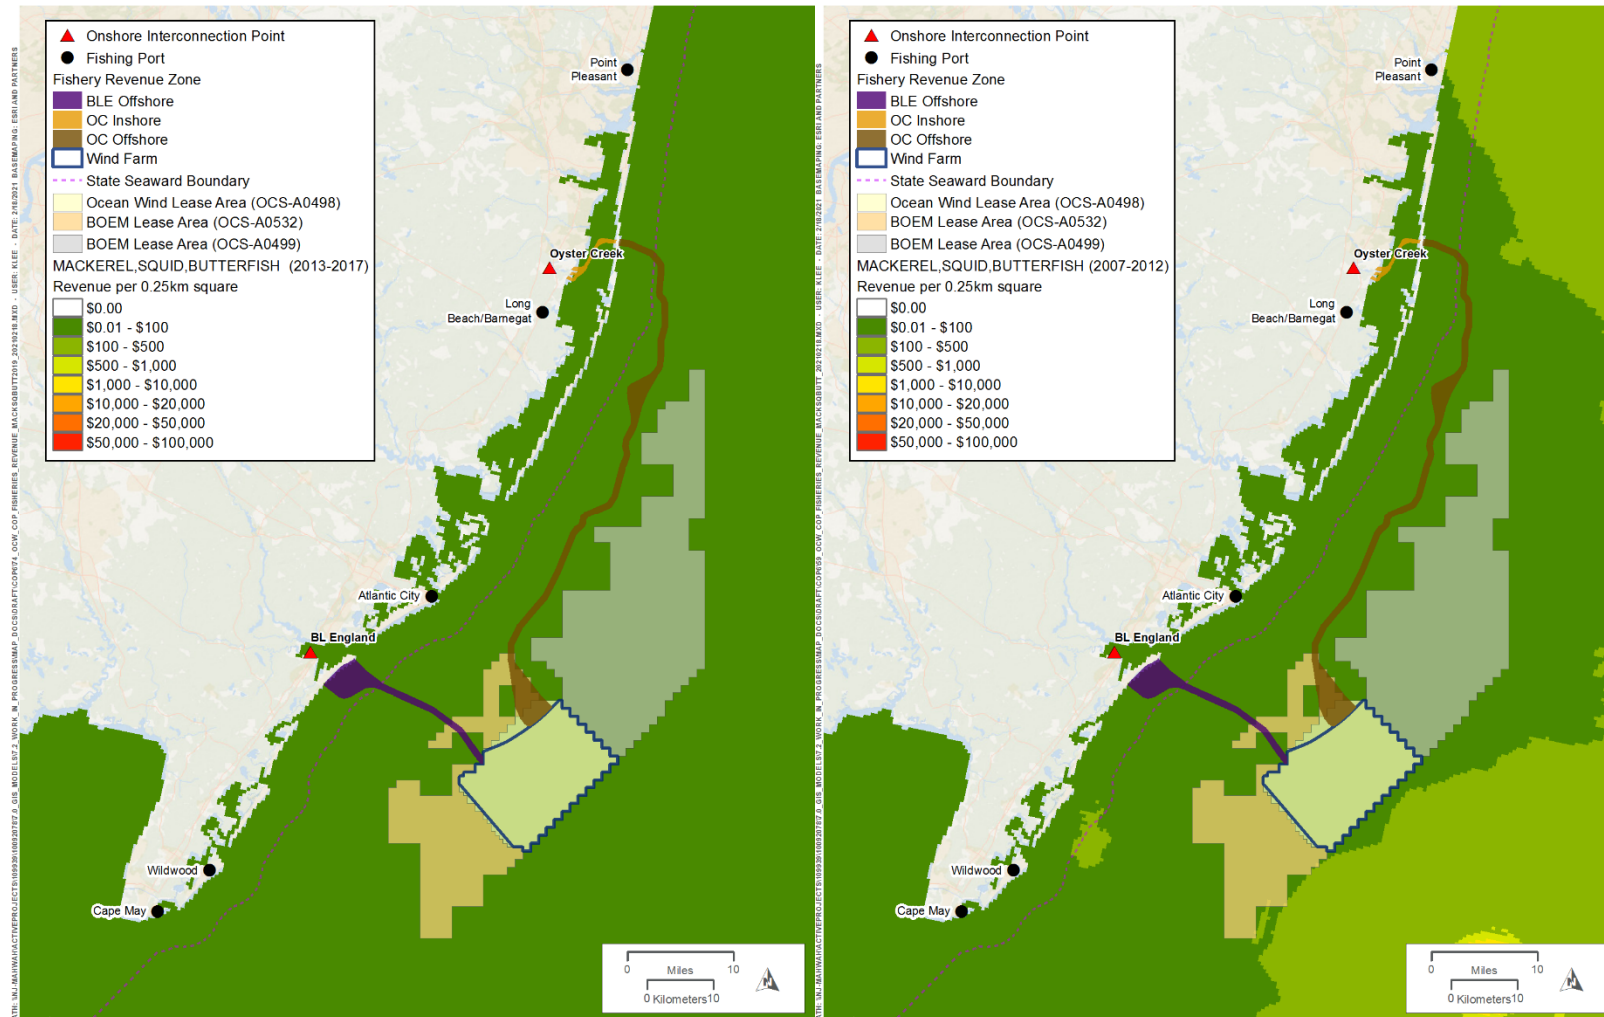 Onshore Interconnection Point
Fishing Port
Fishery Revenue Zone
BLE Offshore
OC Inshore
OC Offshore
Wind Farm
State Seaward Boundary
Ocean Wind Lease Area (OCS-A0498)
BOEM Lease Area (OCS-A0532)
BOEM Lease Area (OCS-A0499)
MACKEREL,SQUID,BUTTERFISH (2013-2017)
Revenue per 0.25km square
$0.00
$0.01 - $100
$100 - $500
$500 - $1,000
$1,000 - $10,000
$10,000 - $20,000
$20,000 - $50,000
$50,000 - $100,000
Point
Pleasant
Oyster Creek
Long
Beach/Barnegat
Atlantic City
BL England
Wildwood
Cape May
0 Miles 10
0 Kilometers 10
N
Onshore Interconnection Point
Fishing Port
Fishery Revenue Zone
BLE Offshore
OC Inshore
OC Offshore
Wind Farm
State Seaward Boundary
Ocean Wind Lease Area (OCS-A0498)
BOEM Lease Area (OCS-A0532)
BOEM Lease Area (OCS-A0499)
MACKEREL,SQUID,BUTTERFISH (2007-2012)
Revenue per 0.25km square
$0.00
$0.01 - $100
$100 - $500
$500 - $1,000
$1,000 - $10,000
$10,000 - $20,000
$20,000 - $50,000
$50,000 - $100,000
Point
Pleasant
Oyster Creek
Long
Beach/Barnegat
Atlantic City
BL England
Wildwood
Cape May
0 Miles 10
0 Kilometers 10
N